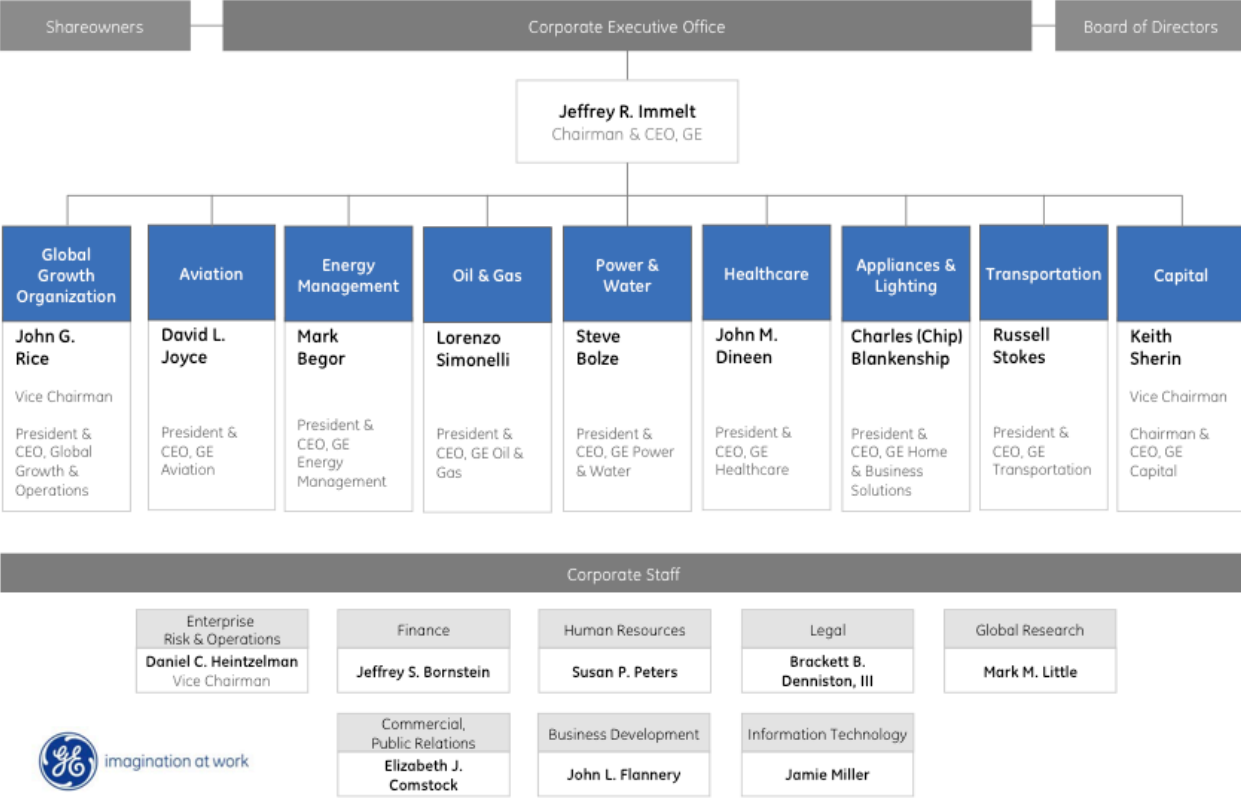 Shareowners
Corporate Executive Office
Board of Directors
Jeffrey R. Immelt
Chairman & CEO, GE
Global
Growth
Organization
John G.
Rice
Vice Chairman
President &
CEO, Global
Growth &
Operations
Aviation
David L.
Joyce
President &
CEO, GE
Aviation
Energy
Management
Mark
Begor
President &
CEO, GE
Energy
Management
Oil & Gas
Lorenzo
Simonelli
President &
CEO, GE Oil &
Gas
Power &
Water
Steve
Bolze
President &
CEO, GE Power
& Water
Healthcare
John M.
Dineen
President &
CEO, GE
Healthcare
Appliances &
Lighting
Charles (Chip)
Blankenship
President &
CEO, GE Home
& Business
Solutions
Transportation
Russell
Stokes
President &
CEO, GE
Transportation
Capital
Keith
Sherin
Vice Chairman
Chairman &
CEO, GE
Capital
Corporate Staff
Enterprise
Risk & Operations
Daniel C. Heintzelman
Vice Chairman
Finance
Jeffrey S. Bornstein
Human Resources
Susan P. Peters
Legal
Brackett B.
Denniston, III
Global Research
Mark M. Little
Commercial,
Public Relations
Elizabeth J.
Comstock
Business Development
John L. Flannery
Information Technology
Jamie Miller
GE
imagination at work